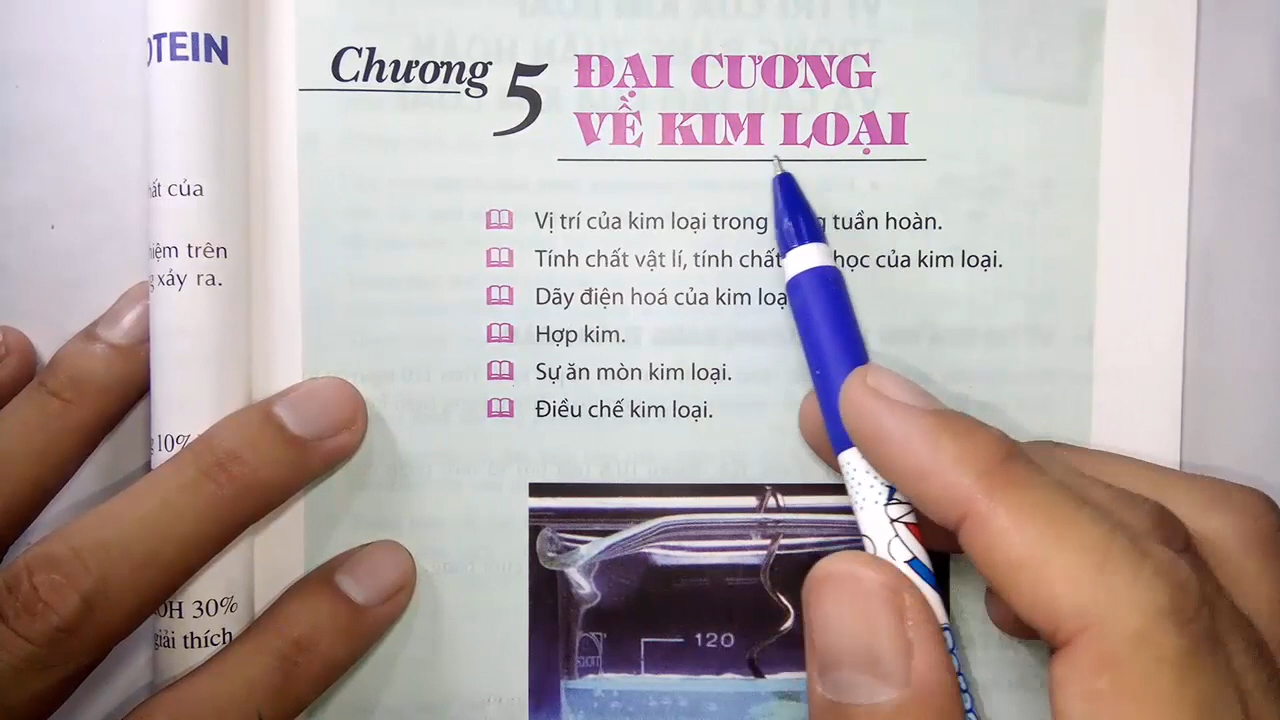 OTEIN
hất của
hiệm trên
xảy ra.
10%
OH 30%
giải thích
Chương 5 ĐẠI CƯƠNG
VỀ KIM LOẠI
Vị trí của kim loại trong tuần hoàn.
Tính chất vật lí, tính chất học của kim loại.
Dãy điện hoá của kim loạ
Hợp kim.
Sự ăn mòn kim loại.
Điều chế kim loại.
120